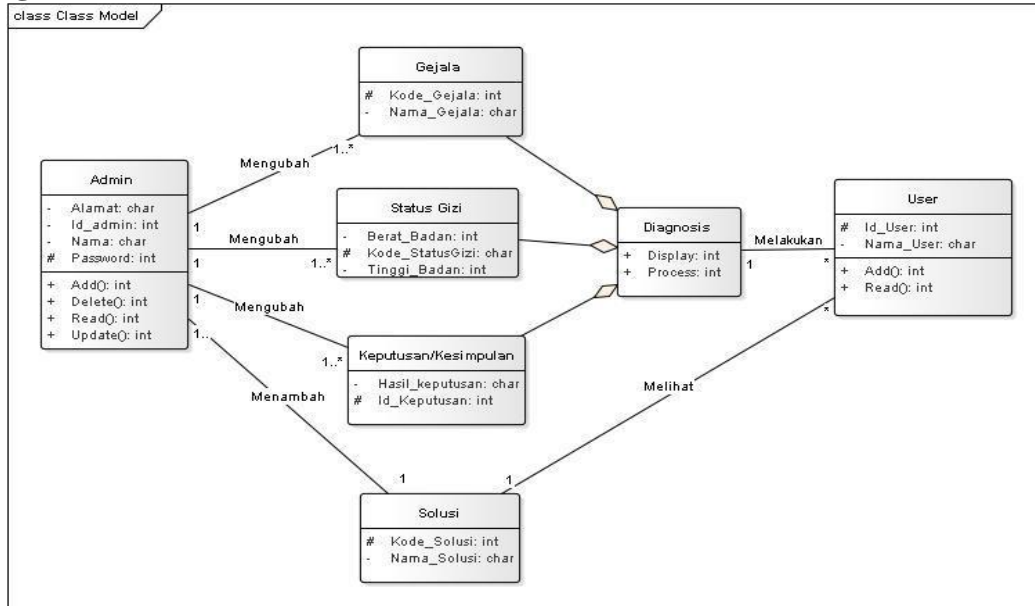 class Class Model
Gejala
# Kode_Gejala: int
- Nama_Gejala: char
Mengubah
1..*
1
Admin
- Alamat: char
- Id_admin: int
- Nama: char
# Password: int
+ Add(): int
+ Delete(): int
+ Read(): int
+ Update(): int
Mengubah
1
1..*
Status Gizi
- Berat_Badan: int
# Kode_StatusGizi: char
- Tinggi_Badan: int
Diagnosis
+ Display: int
+ Process: int
Melakukan
1
*
User
# Id_User: int
- Nama_User: char
+ Add(): int
+ Read(): int
1
Mengubah
1..*
Keputusan/Kesimpulan
- Hasil_keputusan: char
# Id_Keputusan: int
1..
Menambah
1
*
Melihat
1
Solusi
# Kode_Solusi: int
- Nama_Solusi: char